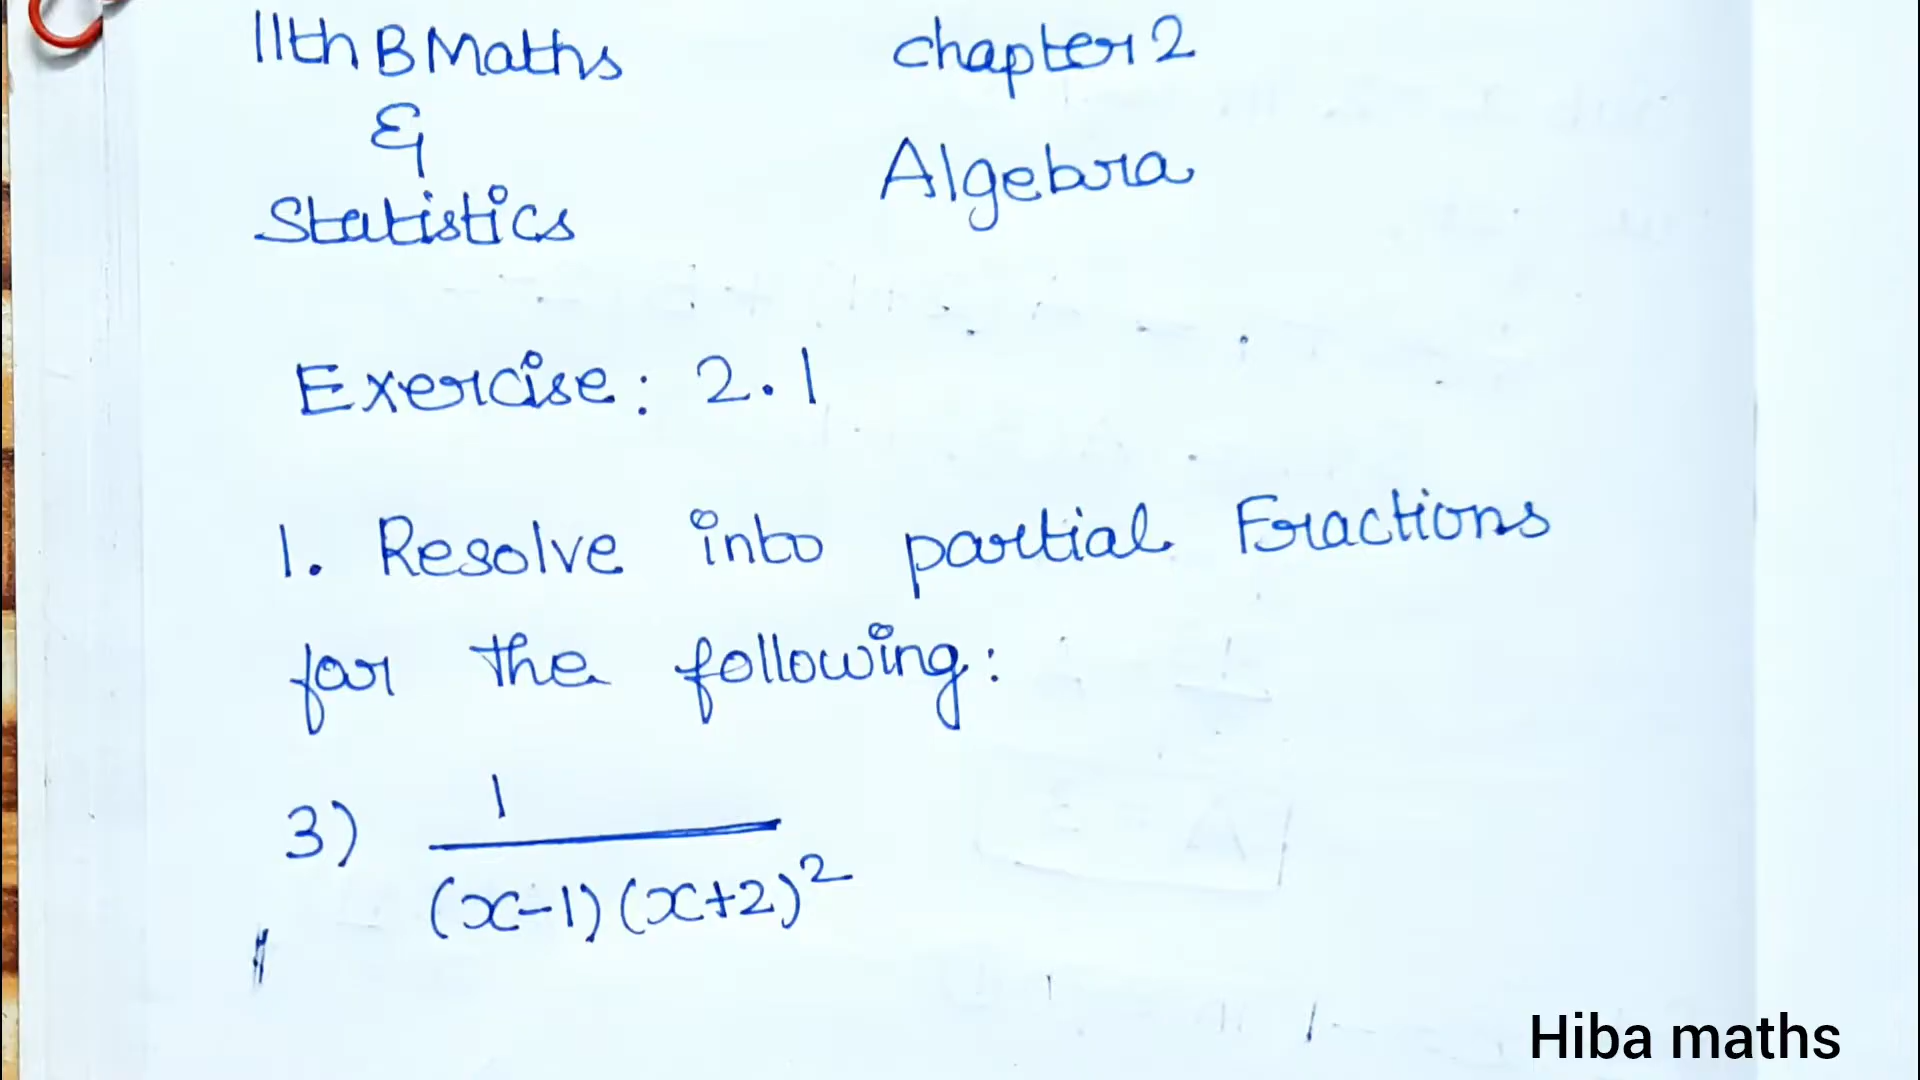 11th B Maths
&
Statistics
chapter 2
Algebra
Exercise: 2.1
1. Resolve into partial Fractions
for the following:
3) 1
(x-1)(x+2)²
Hiba maths